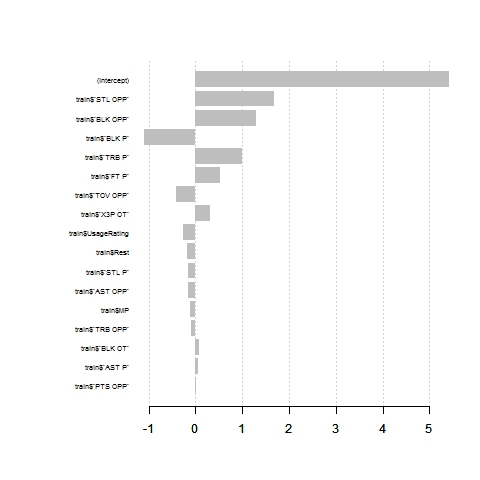 (Intercept)
train$`STL OPP`
train$`BLK OPP`
train$`BLK P`
train$`TRB P`
train$`FT P`
train$`TOV OPP`
train$`X3P OT`
train$UsageRating
train$Rest
train$`STL P`
train$`AST OPP`
train$MP
train$`TRB OPP`
train$`BLK OT`
train$`AST P`
train$`PTS OPP`
-1 0 1 2 3 4 5